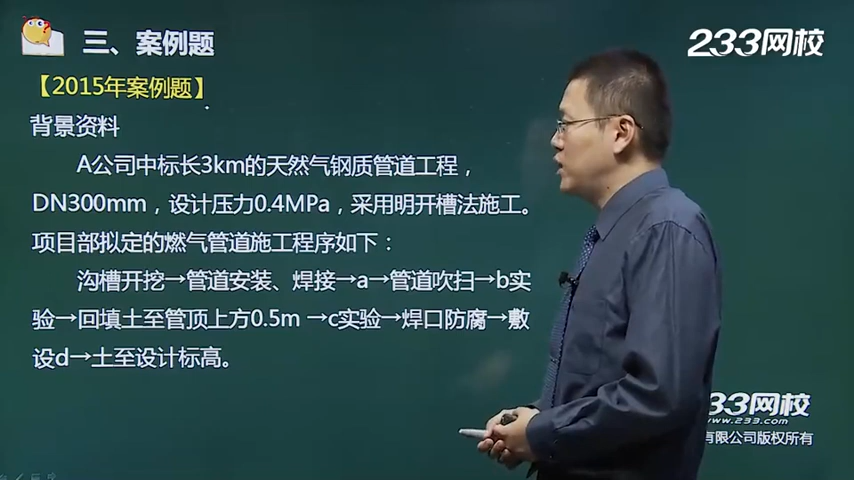 三、案例题
233网校
【2015年案例题】
背景资料
A公司中标长3km的天然气钢质管道工程，
DN300mm，设计压力0.4MPa，采用明开槽法施工。
项目部拟定的燃气管道施工程序如下：
沟槽开挖→管道安装、焊接→a→管道吹扫→b实
验→回填土至管顶上方0.5m →c实验→焊口防腐→敷
设d→土至设计标高。
33网校
www.233.com
有限公司版权所有